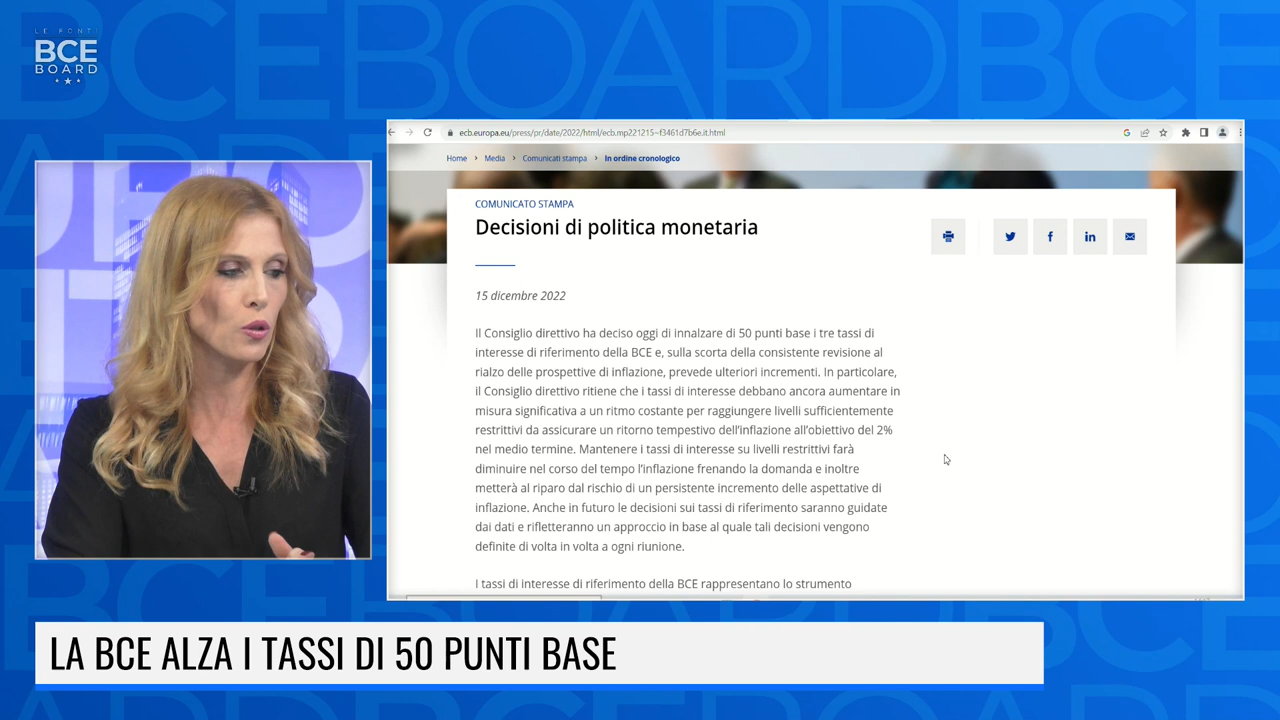 LE FONTI
BCE
BOARD
ecb.europa.eu/press/pr/date/2022/html/ecb.mp221215~f3461d7b6e.it.html
Home > Media > Comunicati stampa > In ordine cronologico
COMUNICATO STAMPA
Decisioni di politica monetaria
15 dicembre 2022
Il Consiglio direttivo ha deciso oggi di innalzare di 50 punti base i tre tassi di
interesse di riferimento della BCE e, sulla scorta della consistente revisione al
rialzo delle prospettive di inflazione, prevede ulteriori incrementi. In particolare,
il Consiglio direttivo ritiene che i tassi di interesse debbano ancora aumentare in
misura significativa a un ritmo costante per raggiungere livelli sufficientemente
restrittivi da assicurare un ritorno tempestivo dell'inflazione all'obiettivo del 2%
nel medio termine. Mantenere i tassi di interesse su livelli restrittivi farà
diminuire nel corso del tempo l'inflazione frenando la domanda e inoltre
metterà al riparo dal rischio di un persistente incremento delle aspettative di
inflazione. Anche in futuro le decisioni sui tassi di riferimento saranno guidate
dai dati e rifletteranno un approccio in base al quale tali decisioni vengono
definite di volta in volta a ogni riunione.
I tassi di interesse di riferimento della BCE rappresentano lo strumento
LA BCE ALZA I TASSI DI 50 PUNTI BASE